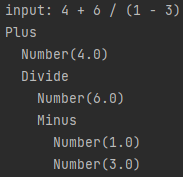 input: 4 + 6 / (1 - 3)
Plus
  Number(4.0)
  Divide
    Number(6.0)
    Minus
      Number(1.0)
      Number(3.0)